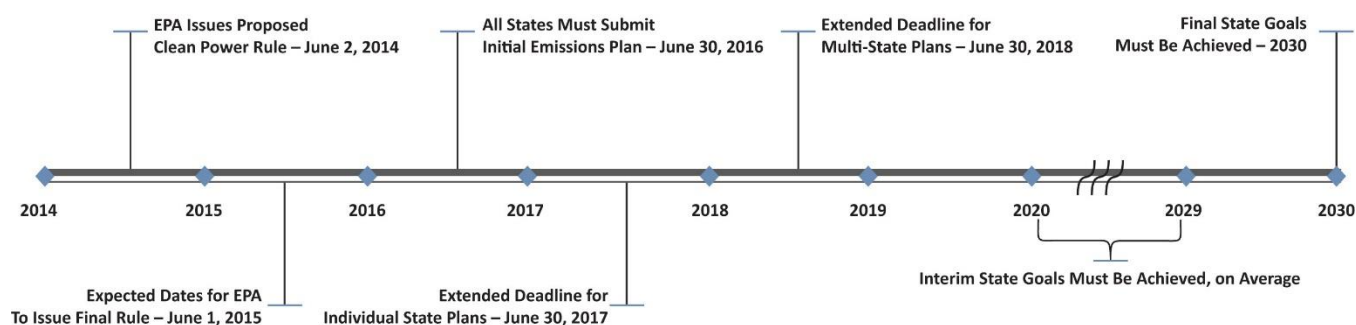 EPA Issues Proposed
Clean Power Rule – June 2, 2014
All States Must Submit
Initial Emissions Plan – June 30, 2016
Extended Deadline for
Multi-State Plans – June 30, 2018
Final State Goals
Must Be Achieved – 2030
2014
2015
2016
2017
2018
2019
2020
2029
2030
Expected Dates for EPA
To Issue Final Rule – June 1, 2015
Extended Deadline for
Individual State Plans – June 30, 2017
Interim State Goals Must Be Achieved, on Average